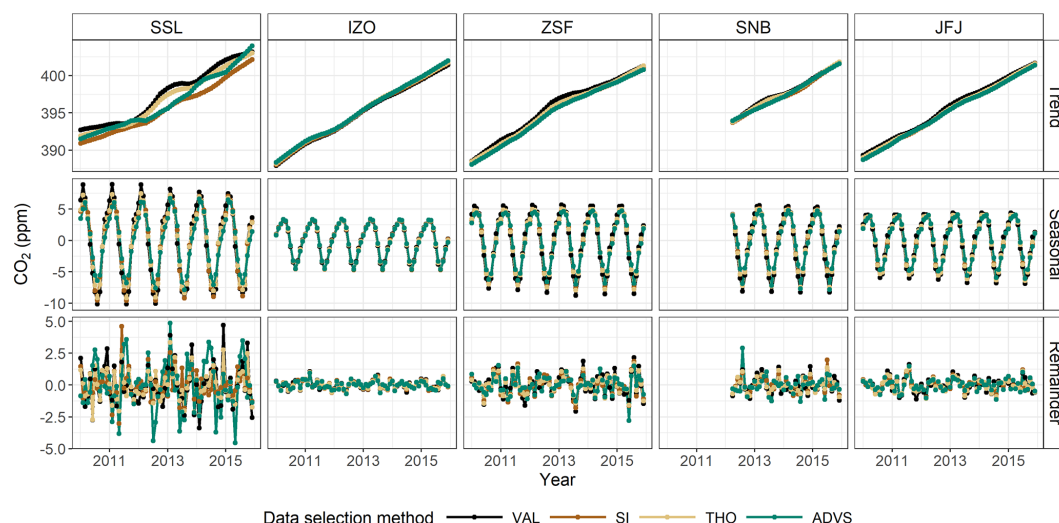 SSL IZO ZSF SNB JFJ
400
395
390
Trend
5
0
-5
-10
Seasonal
CO2 (ppm)
5.0
2.5
0.0
-2.5
-5.0
Remainder
2011 2013 2015 2011 2013 2015 2011 2013 2015 2011 2013 2015 2011 2013 2015
Year
Data selection method VAL SI THO ADVS